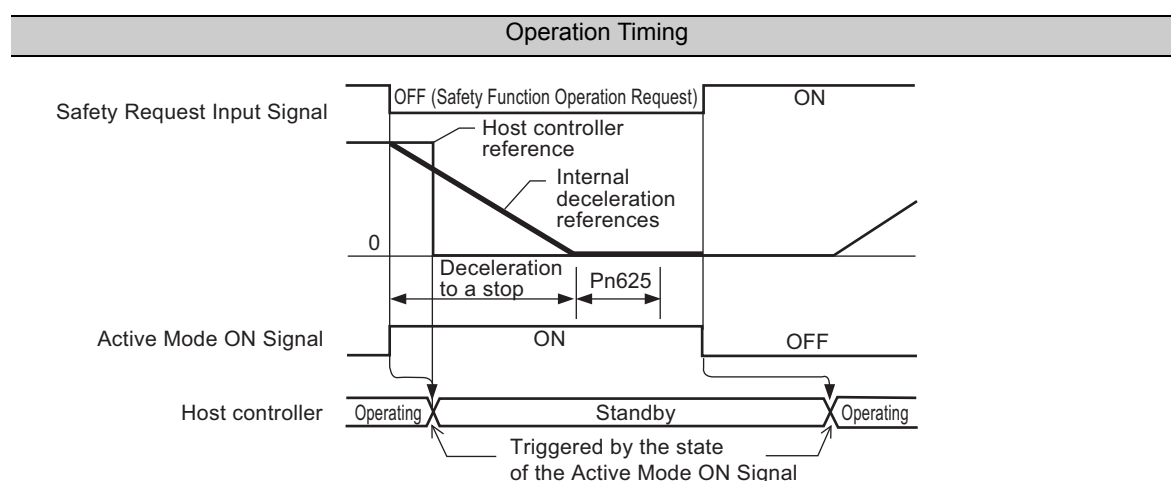 Operation Timing
Safety Request Input Signal
OFF (Safety Function Operation Request)
ON
Host controller
reference
Internal
deceleration
references
0
Deceleration
to a stop
Pn625
Active Mode ON Signal
ON
OFF
Host controller
Operating
Standby
Operating
Triggered by the state
of the Active Mode ON Signal